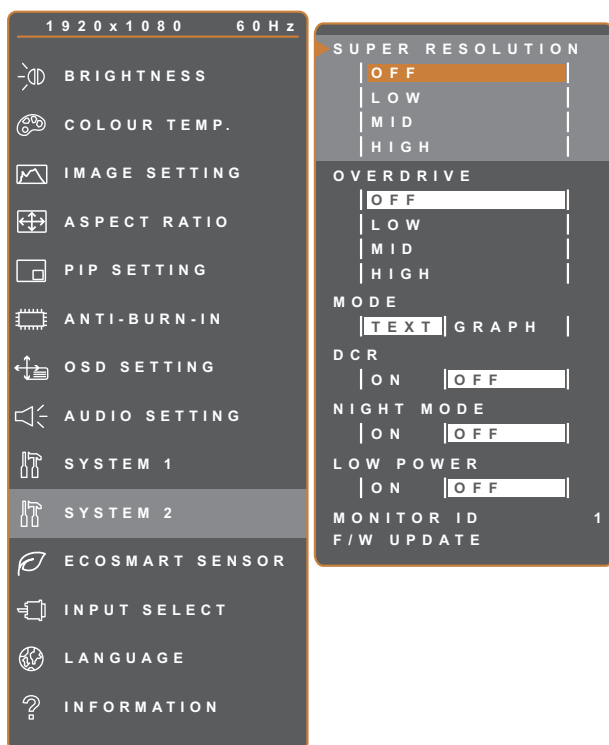 1920x1080 60Hz
BRIGHTNESS
COLOUR TEMP.
IMAGE SETTING
ASPECT RATIO
PIP SETTING
ANTI-BURN-IN
OSD SETTING
AUDIO SETTING
SYSTEM 1
SYSTEM 2
ECOSMART SENSOR
INPUT SELECT
LANGUAGE
INFORMATION
SUPER RESOLUTION
OFF
LOW
MID
HIGH
OVERDRIVE
OFF
LOW
MID
HIGH
MODE
TEXT GRAPH
DCR
ON OFF
NIGHT MODE
ON OFF
LOW POWER
ON OFF
MONITOR ID 1
F/W UPDATE